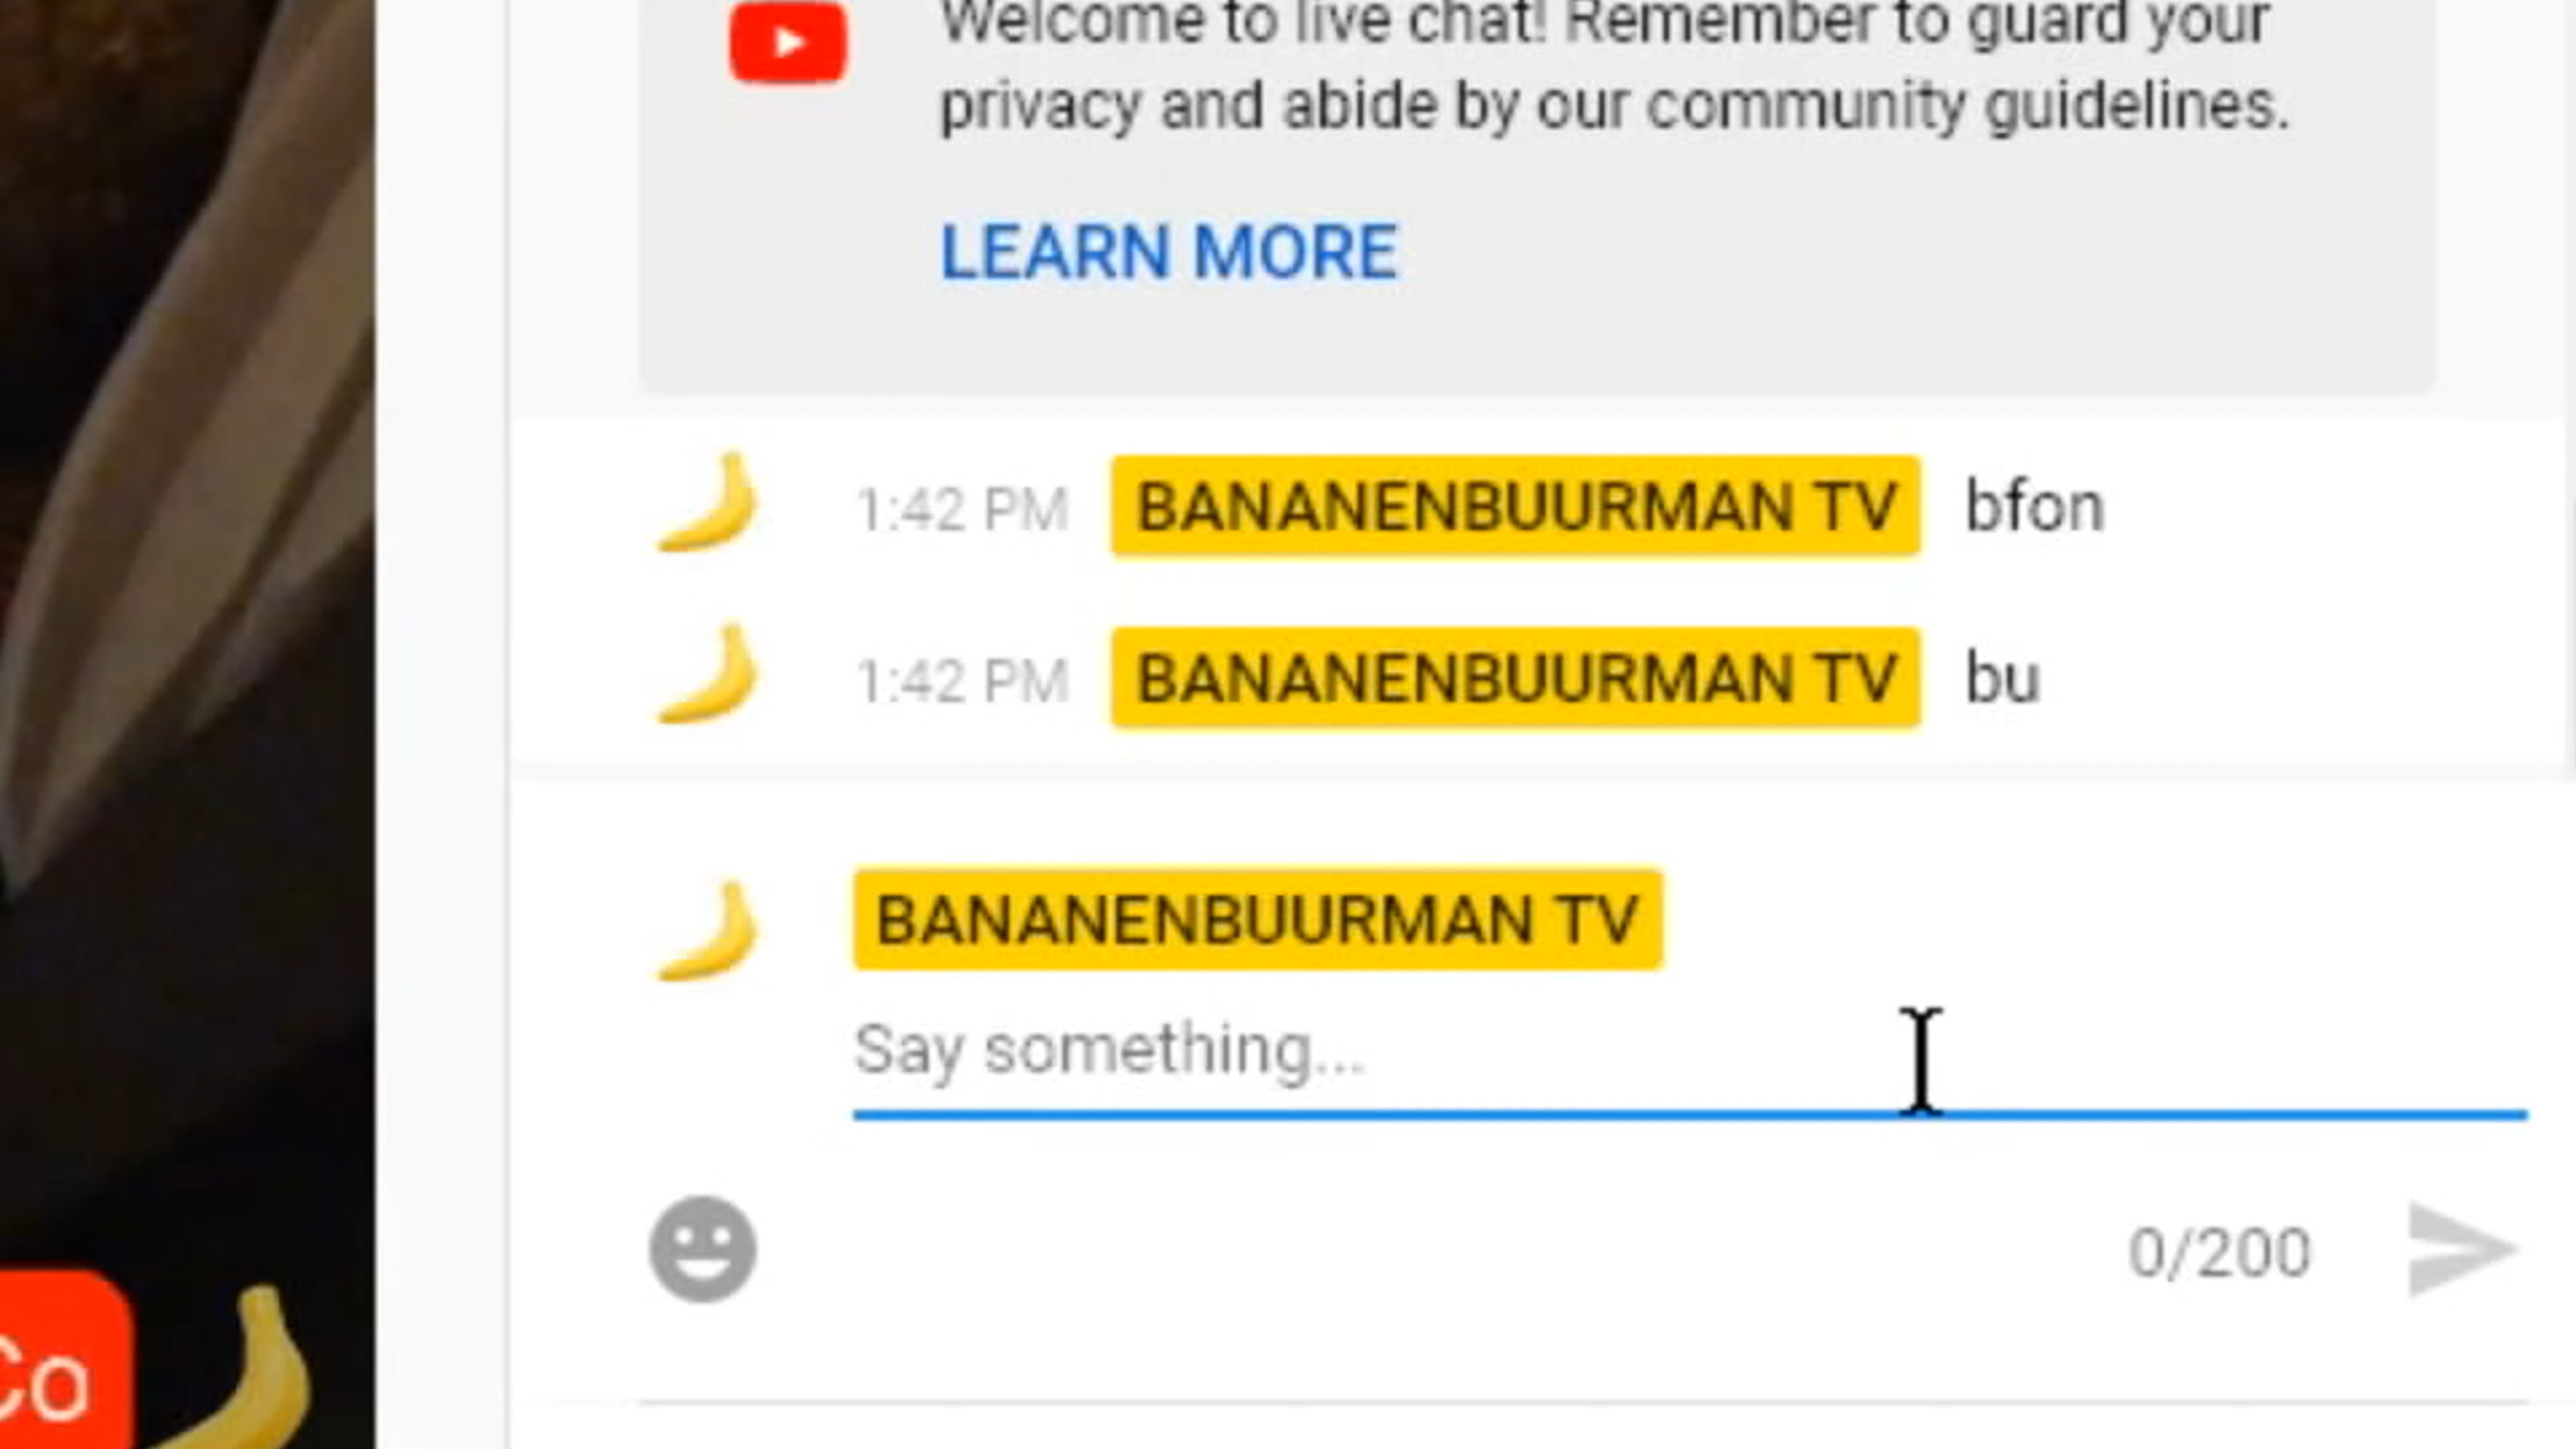 Welcome to live chat! Remember to guard your
privacy and abide by our community guidelines.
LEARN MORE
1:42 PM BANANENBUURMAN TV bfon
1:42 PM BANANENBUURMAN TV bu
BANANENBUURMAN TV
Say something...
0/200
Co